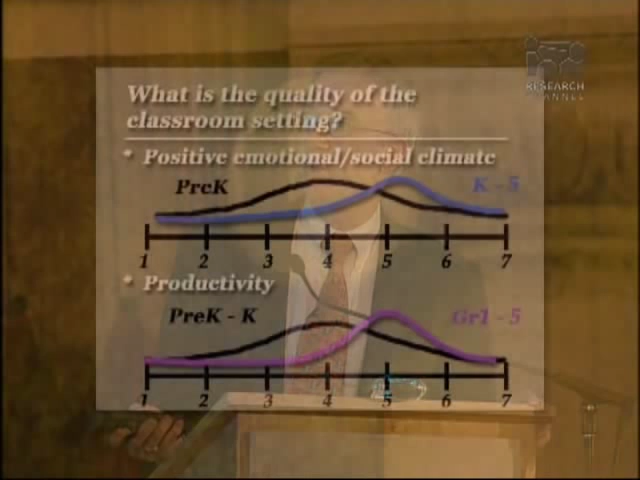 RESEARCH
CHANNEL
What is the quality of the
classroom setting?
* Positive emotional/social climate
PreK K - 5
1 2 3 4 5 6 7
* Productivity
PreK - K Gr1 - 5
1 2 3 4 5 6 7